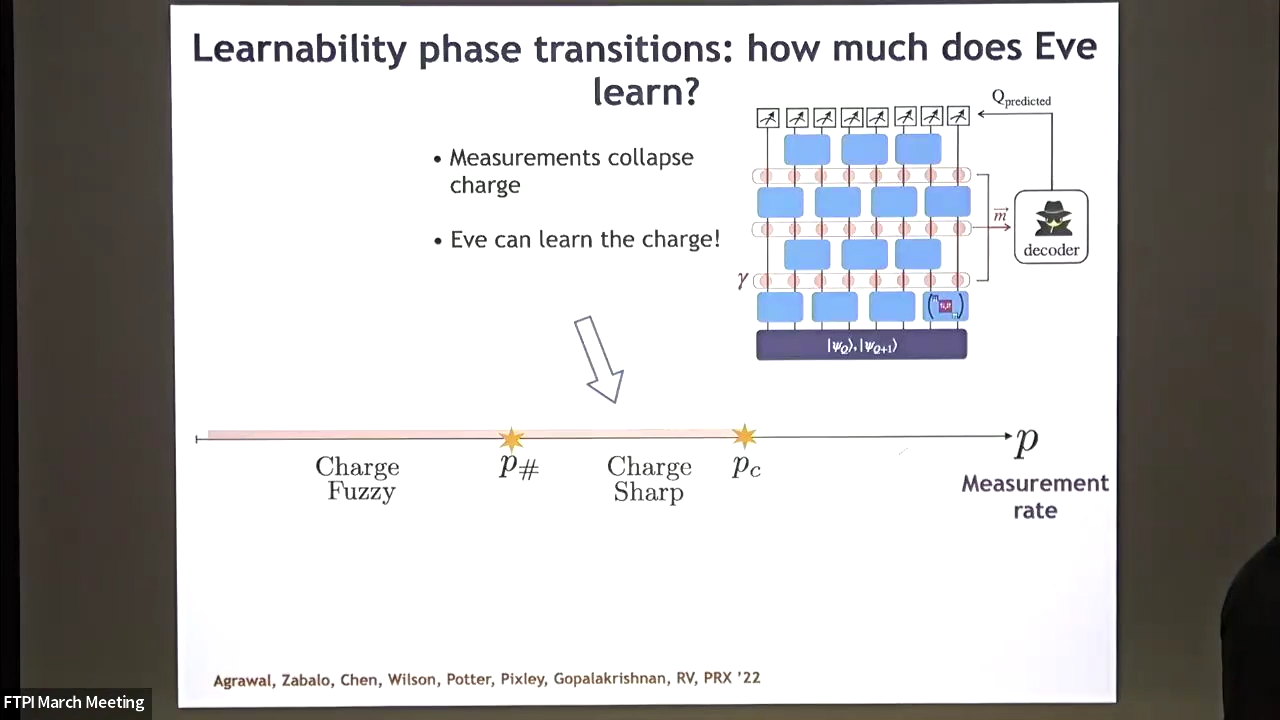 Learnability phase transitions: how much does Eve
learn?
• Measurements collapse
charge
• Eve can learn the charge!
Q_predicted
m⃗
decoder
γ
|ψ_Q⟩, |ψ_{Q+1}⟩
p_#
p_c
p
Charge
Fuzzy
Charge
Sharp
Measurement
rate
Agrawal, Zabalo, Chen, Wilson, Potter, Pixley, Gopalakrishnan, RV, PRX '22
FTPI March Meeting